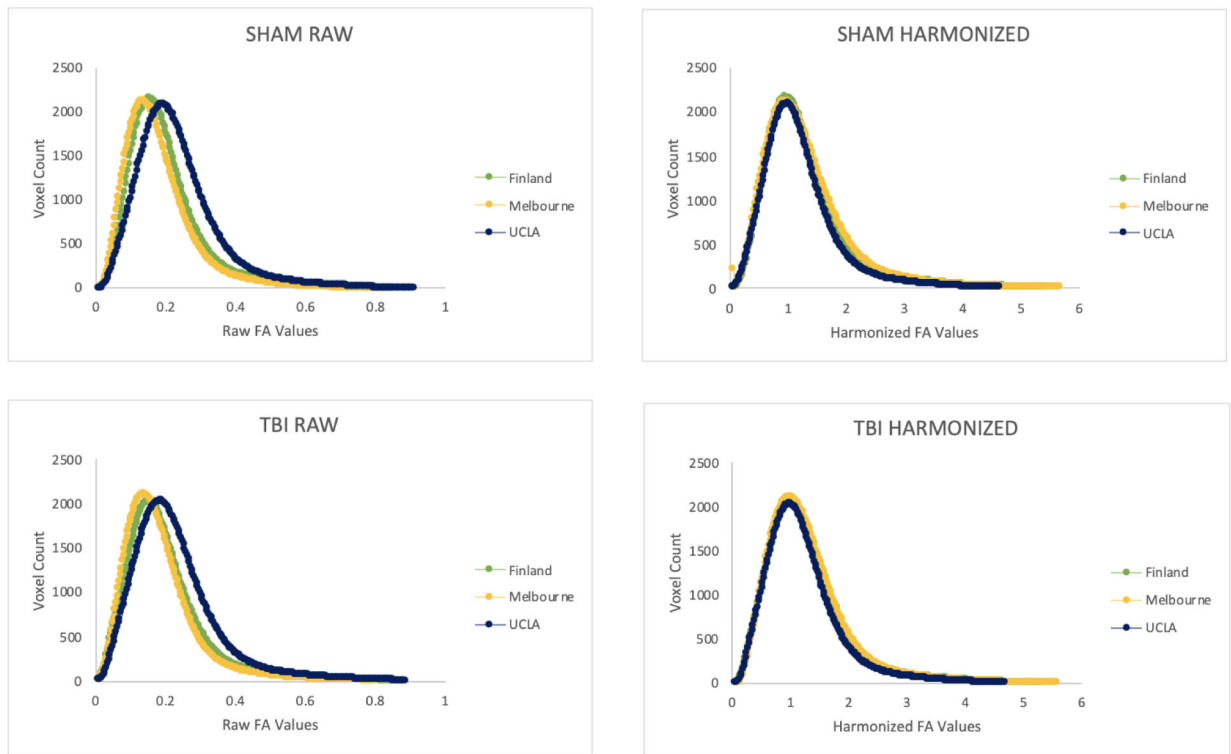 SHAM RAW
2500
2000
1500
1000
500
0
Voxel Count
0
0.2
0.4
0.6
0.8
1
Raw FA Values
Finland
Melbourne
UCLA
SHAM HARMONIZED
2500
2000
1500
1000
500
0
Voxel Count
0
1
2
3
4
5
6
Harmonized FA Values
Finland
Melbourne
UCLA
TBI RAW
2500
2000
1500
1000
500
0
Voxel Count
0
0.2
0.4
0.6
0.8
1
Raw FA Values
Finland
Melbourne
UCLA
TBI HARMONIZED
2500
2000
1500
1000
500
0
Voxel Count
0
1
2
3
4
5
6
Harmonized FA Values
Finland
Melbourne
UCLA